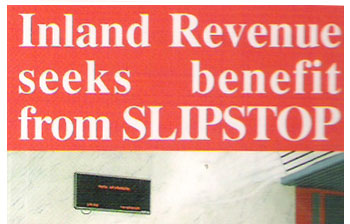 Inland Revenue
seeks benefit
from SLIPSTOP